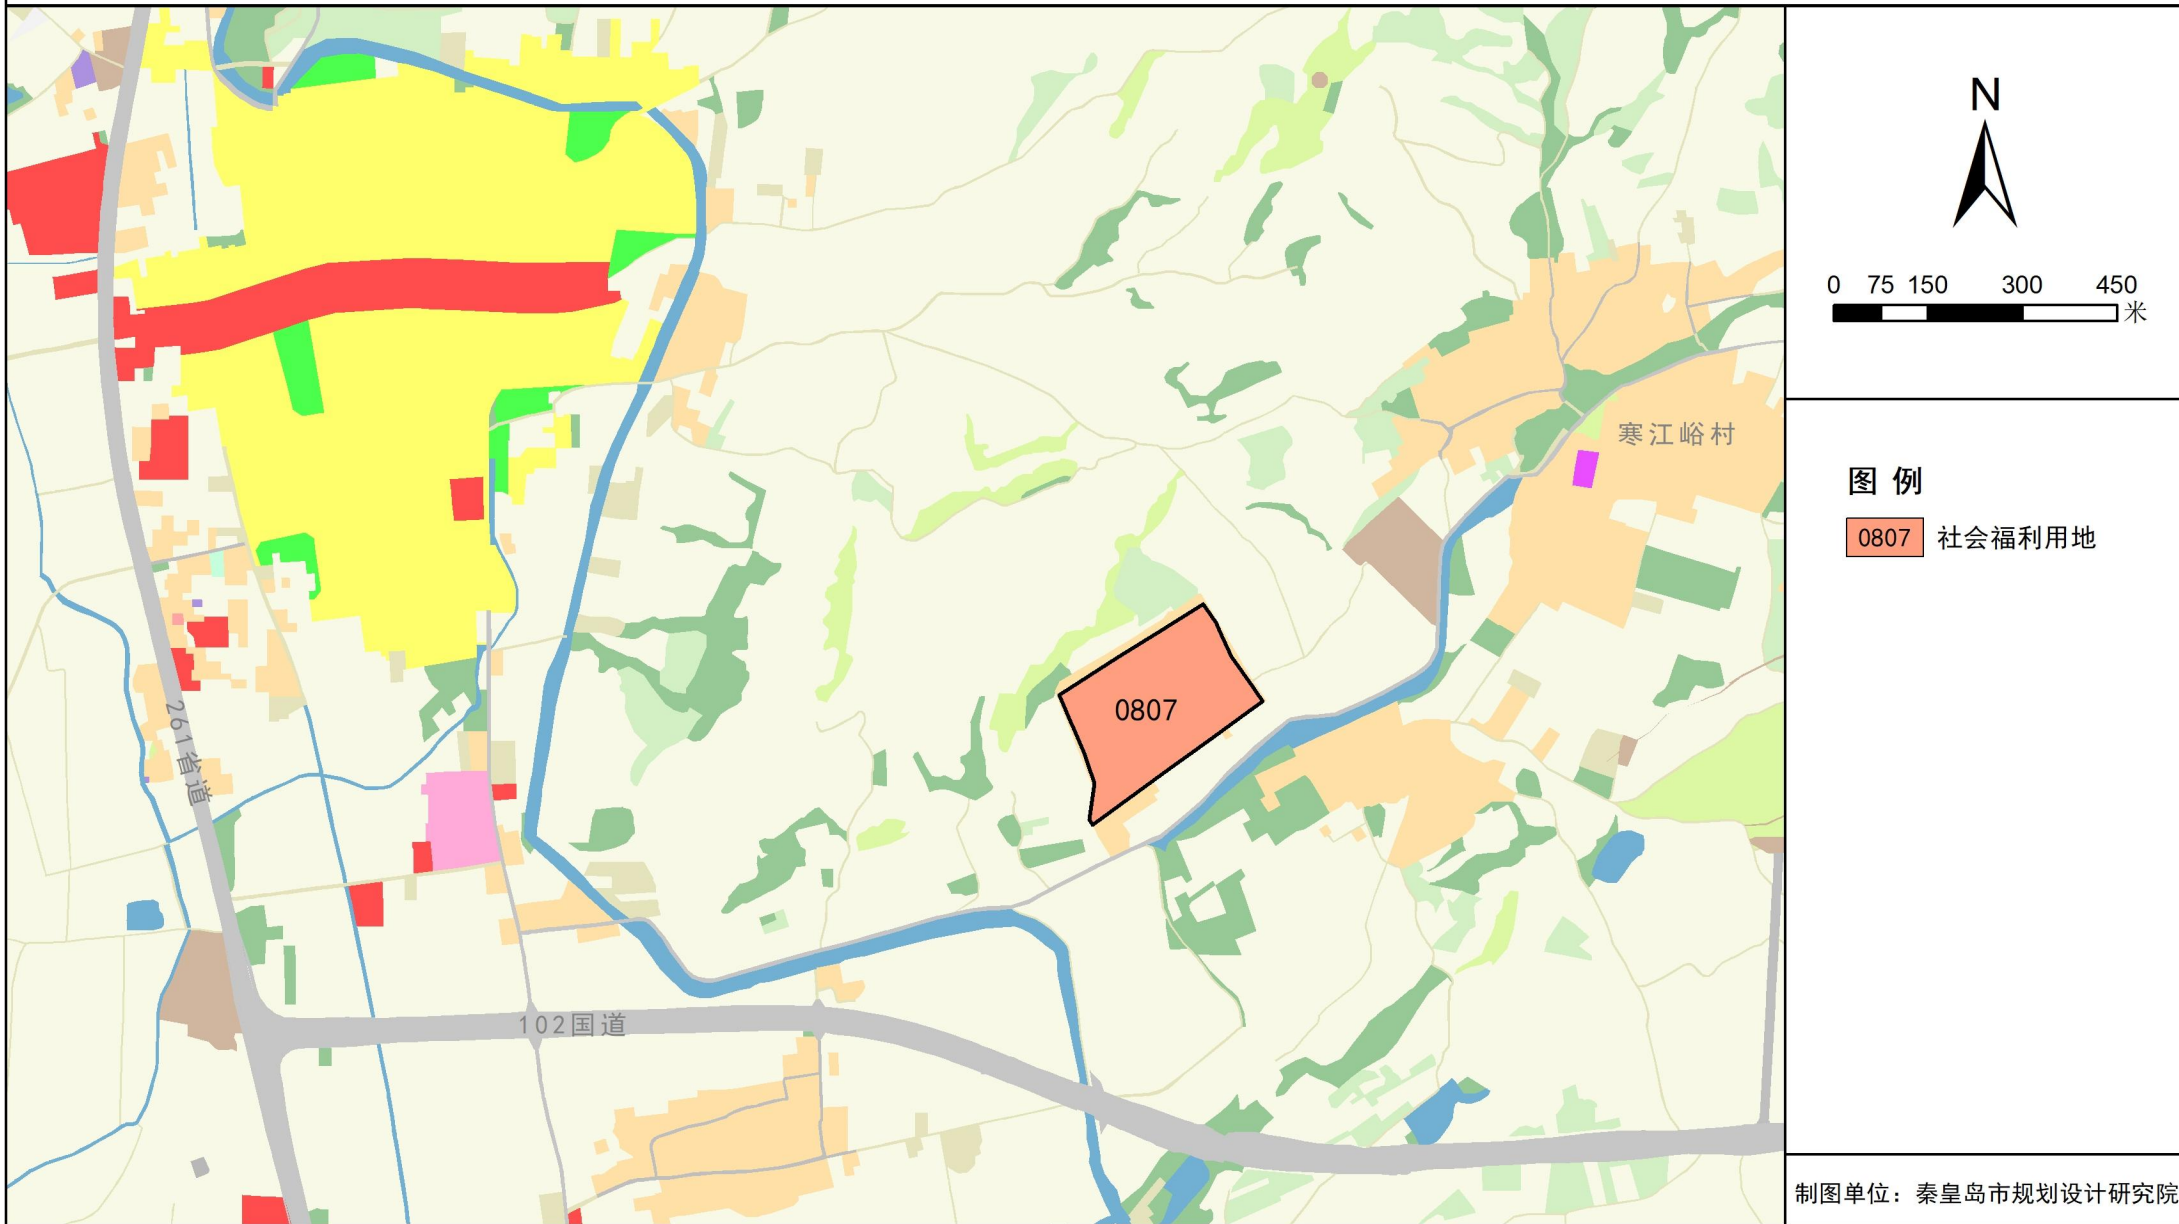 N
0 75 150 300 450
米
图例
0807 社会福利用地
寒江峪村
0807
261省道
102国道
制图单位：秦皇岛市规划设计研究院